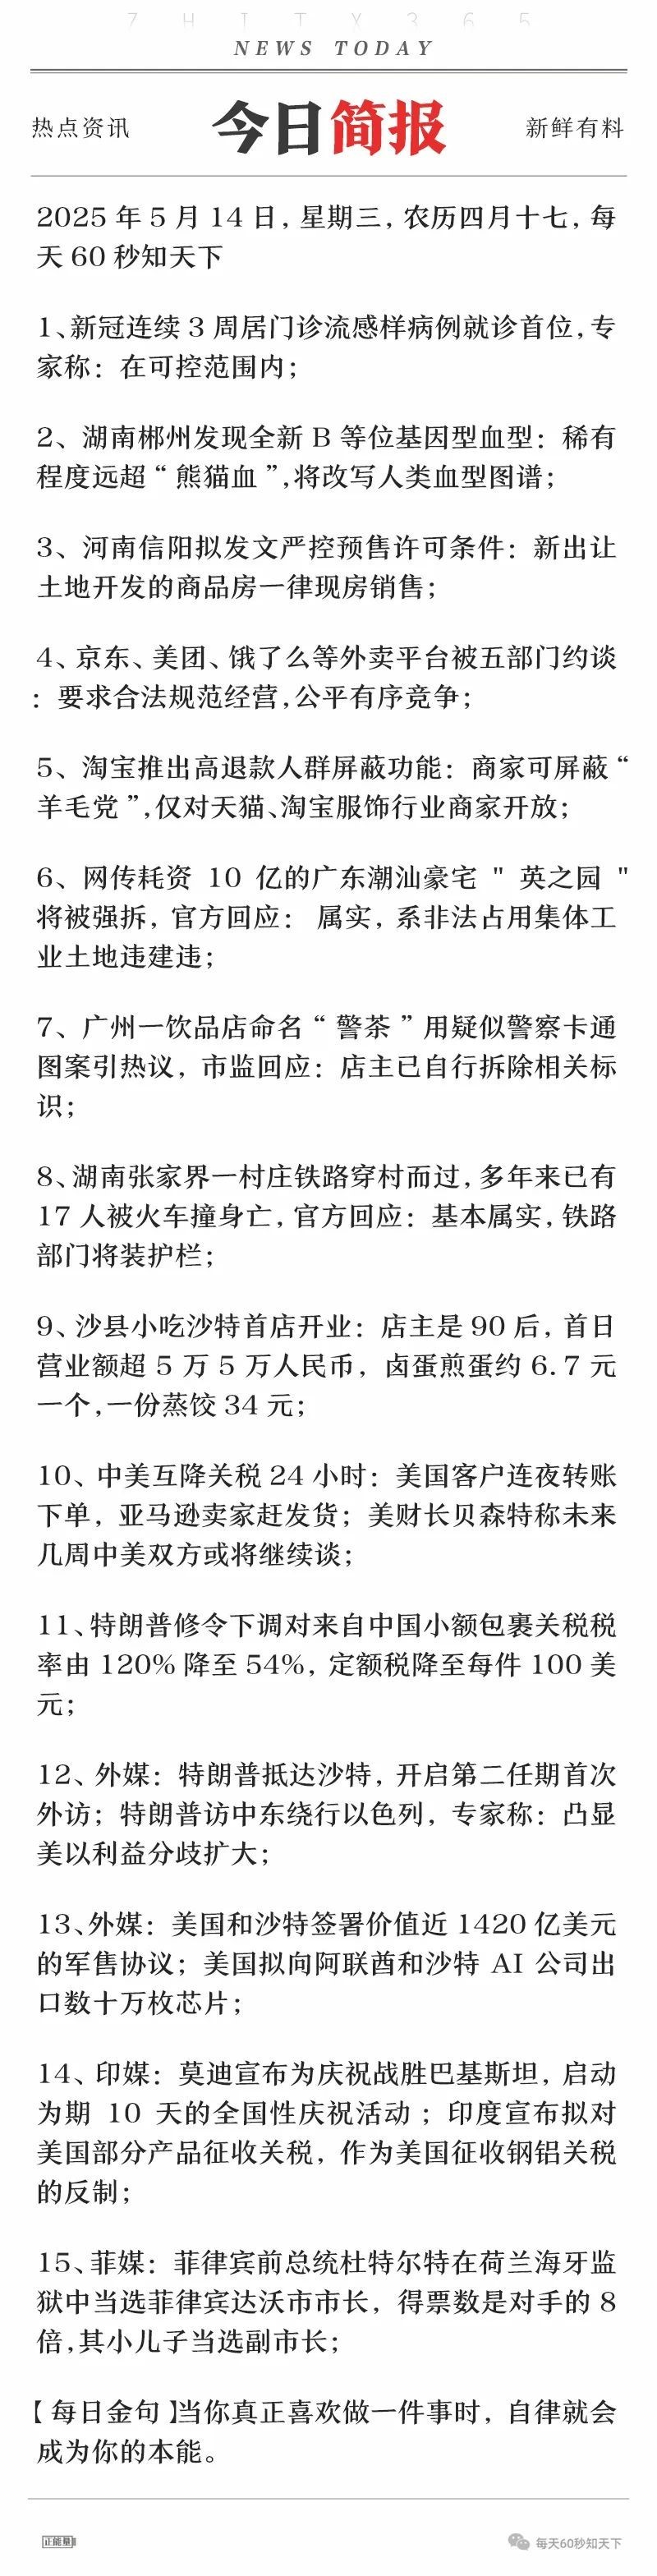 ZHITX365
NEWS TODAY
热点资讯
今日简报
新鲜有料
2025 年 5 月 14 日, 星期三, 农历四月十七, 每
天 60 秒知天下
1、新冠连续 3 周居门诊流感样病例就诊首位, 专
家称: 在可控范围内;
2、湖南郴州发现全新 B 等位基因型血型: 稀有
程度远超“熊猫血”,将改写人类血型图谱;
3、河南信阳拟发文严控预售许可条件: 新出让
土地开发的商品房一律现房销售;
4、京东、美团、饿了么等外卖平台被五部门约谈
: 要求合法规范经营,公平有序竞争;
5、淘宝推出高退款人群屏蔽功能: 商家可屏蔽“
羊毛党”,仅对天猫、淘宝服饰行业商家开放;
6、网传耗资 10 亿的广东潮汕豪宅 " 英之园 "
将被强拆, 官方回应: 属实, 系非法占用集体工
业土地违建违;
7、广州一饮品店命名“警茶”用疑似警察卡通
图案引热议, 市监回应: 店主已自行拆除相关标
识;
8、湖南张家界一村庄铁路穿村而过, 多年来已有
17 人被火车撞身亡, 官方回应: 基本属实, 铁路
部门将装护栏;
9、沙县小吃沙特首店开业: 店主是 90 后, 首日
营业额超 5 万 5 万人民币, 卤蛋煎蛋约 6.7 元
一个,一份蒸饺 34 元;
10、中美互降关税 24 小时: 美国客户连夜转账
下单, 亚马逊卖家赶发货; 美财长贝森特称未来
几周中美双方或将继续谈;
11、特朗普修令下调对来自中国小额包裹关税税
率由 120% 降至 54%, 定额税降至每件 100 美
元;
12、外媒: 特朗普抵达沙特, 开启第二任期首次
外访; 特朗普访中东绕行以色列, 专家称: 凸显
美以利益分歧扩大;
13、外媒: 美国和沙特签署价值近 1420 亿美元
的军售协议; 美国拟向阿联酋和沙特 AI 公司出
口数十万枚芯片;
14、印媒: 莫迪宣布为庆祝战胜巴基斯坦, 启动
为期 10 天的全国性庆祝活动 ; 印度宣布拟对
美国部分产品征收关税, 作为美国征收钢铝关税
的反制;
15、菲媒: 菲律宾前总统杜特尔特在荷兰海牙监
狱中当选菲律宾达沃市市长, 得票数是对手的 8
倍,其小儿子当选副市长;
【每日金句】当你真正喜欢做一件事时, 自律就会
成为你的本能。
正能量
每天60秒知天下